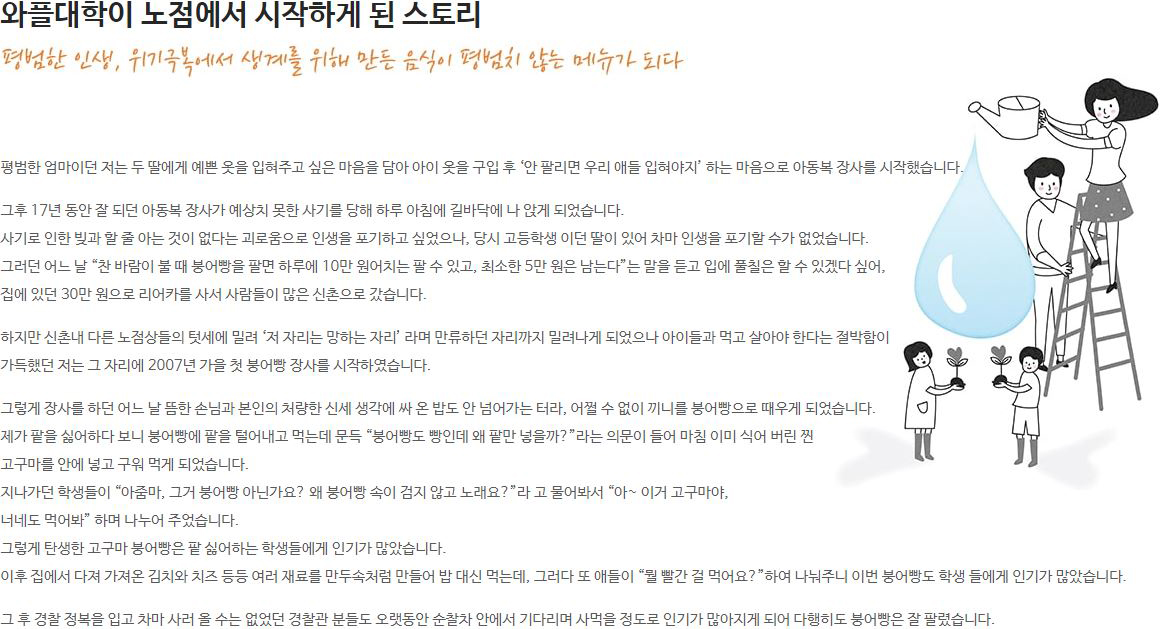 와플대학이 노점에서 시작하게 된 스토리
평범한 인생, 위기극복에서 생계를 위해 만든 음식이 평범치 않는 메뉴가 되다
평범한 엄마이던 저는 두 딸에게 예쁜 옷을 입혀주고 싶은 마음을 담아 아이 옷을 구입 후 ‘안 팔리면 우리 애들 입혀야지’ 하는 마음으로 아동복 장사를 시작했습니다.
그후 17년 동안 잘 되던 아동복 장사가 예상치 못한 사기를 당해 하루 아침에 길바닥에 나 앉게 되었습니다.
사기로 인한 빚과 할 줄 아는 것이 없다는 괴로움으로 인생을 포기하고 싶었으나, 당시 고등학생 이던 딸이 있어 차마 인생을 포기할 수가 없었습니다.
그러던 어느 날 “찬 바람이 불 때 붕어빵을 팔면 하루에 10만 원어치는 팔 수 있고, 최소한 5만 원은 남는다”는 말을 듣고 입에 풀칠은 할 수 있겠다 싶어,
집에 있던 30만 원으로 리어카를 사서 사람들이 많은 신촌으로 갔습니다.
하지만 신촌내 다른 노점상들의 텃세에 밀려 ‘저 자리는 망하는 자리’ 라며 만류하던 자리까지 밀려나게 되었으나 아이들과 먹고 살아야 한다는 절박함이
가득했던 저는 그 자리에 2007년 가을 첫 붕어빵 장사를 시작하였습니다.
그렇게 장사를 하던 어느 날 뜸한 손님과 본인의 처량한 신세 생각에 싸 온 밥도 안 넘어가는 터라, 어쩔 수 없이 끼니를 붕어빵으로 때우게 되었습니다.
제가 팥을 싫어하다 보니 붕어빵에 팥을 털어내고 먹는데 문득 “붕어빵도 빵인데 왜 팥만 넣을까?”라는 의문이 들어 마침 이미 식어 버린 찐
고구마를 안에 넣고 구워 먹게 되었습니다.
지나가던 학생들이 “아줌마, 그거 붕어빵 아닌가요? 왜 붕어빵 속이 검지 않고 노래요?”라 고 물어봐서 “아~ 이거 고구마야,
너네도 먹어봐” 하며 나누어 주었습니다.
그렇게 탄생한 고구마 붕어빵은 팥 싫어하는 학생들에게 인기가 많았습니다.
이후 집에서 다져 가져온 김치와 치즈 등등 여러 재료를 만두속처럼 만들어 밥 대신 먹는데, 그러다 또 애들이 “뭘 빨간 걸 먹어요?”하여 나눠주니 이번 붕어빵도 학생 들에게 인기가 많았습니다.
그 후 경찰 정복을 입고 차마 사러 올 수는 없었던 경찰관 분들도 오랫동안 순찰차 안에서 기다리며 사먹을 정도로 인기가 많아지게 되어 다행히도 붕어빵은 잘 팔렸습니다.